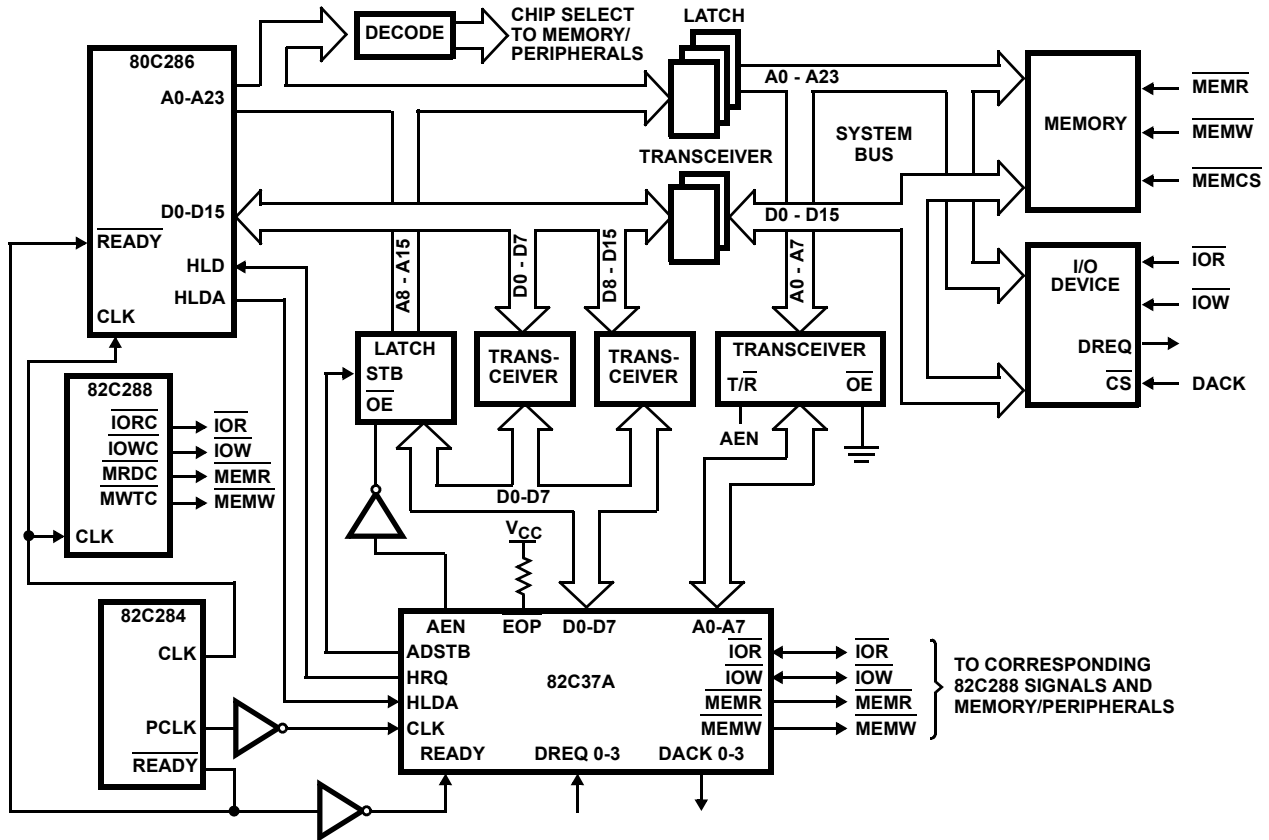 CHIP SELECT
TO MEMORY/
PERIPHERALS
DECODE
LATCH
80C286
A0-A23
D0-D15
READY
HLD
HLDA
CLK
A0 - A23
SYSTEM
BUS
TRANSCEIVER
D0 - D15
MEMORY
MEMR
MEMW
MEMCS
I/O
DEVICE
IOR
IOW
DREQ
CS
DACK
A8 - A15
D0 - D7
D8 - D15
A0 - A7
LATCH
STB
OE
TRANS-
CEIVER
TRANS-
CEIVER
TRANSCEIVER
T/R
OE
AEN
82C288
IORC
IOWC
MRDC
MWTC
CLK
IOR
IOW
MEMR
MEMW
D0-D7
VCC
82C284
CLK
PCLK
READY
AEN
EOP
D0-D7
A0-A7
ADSTB
HRQ
HLDA
CLK
READY
82C37A
DREQ 0-3
DACK 0-3
IOR
IOW
MEMR
MEMW
IOR
IOW
MEMR
MEMW
TO CORRESPONDING
82C288 SIGNALS AND
MEMORY/PERIPHERALS